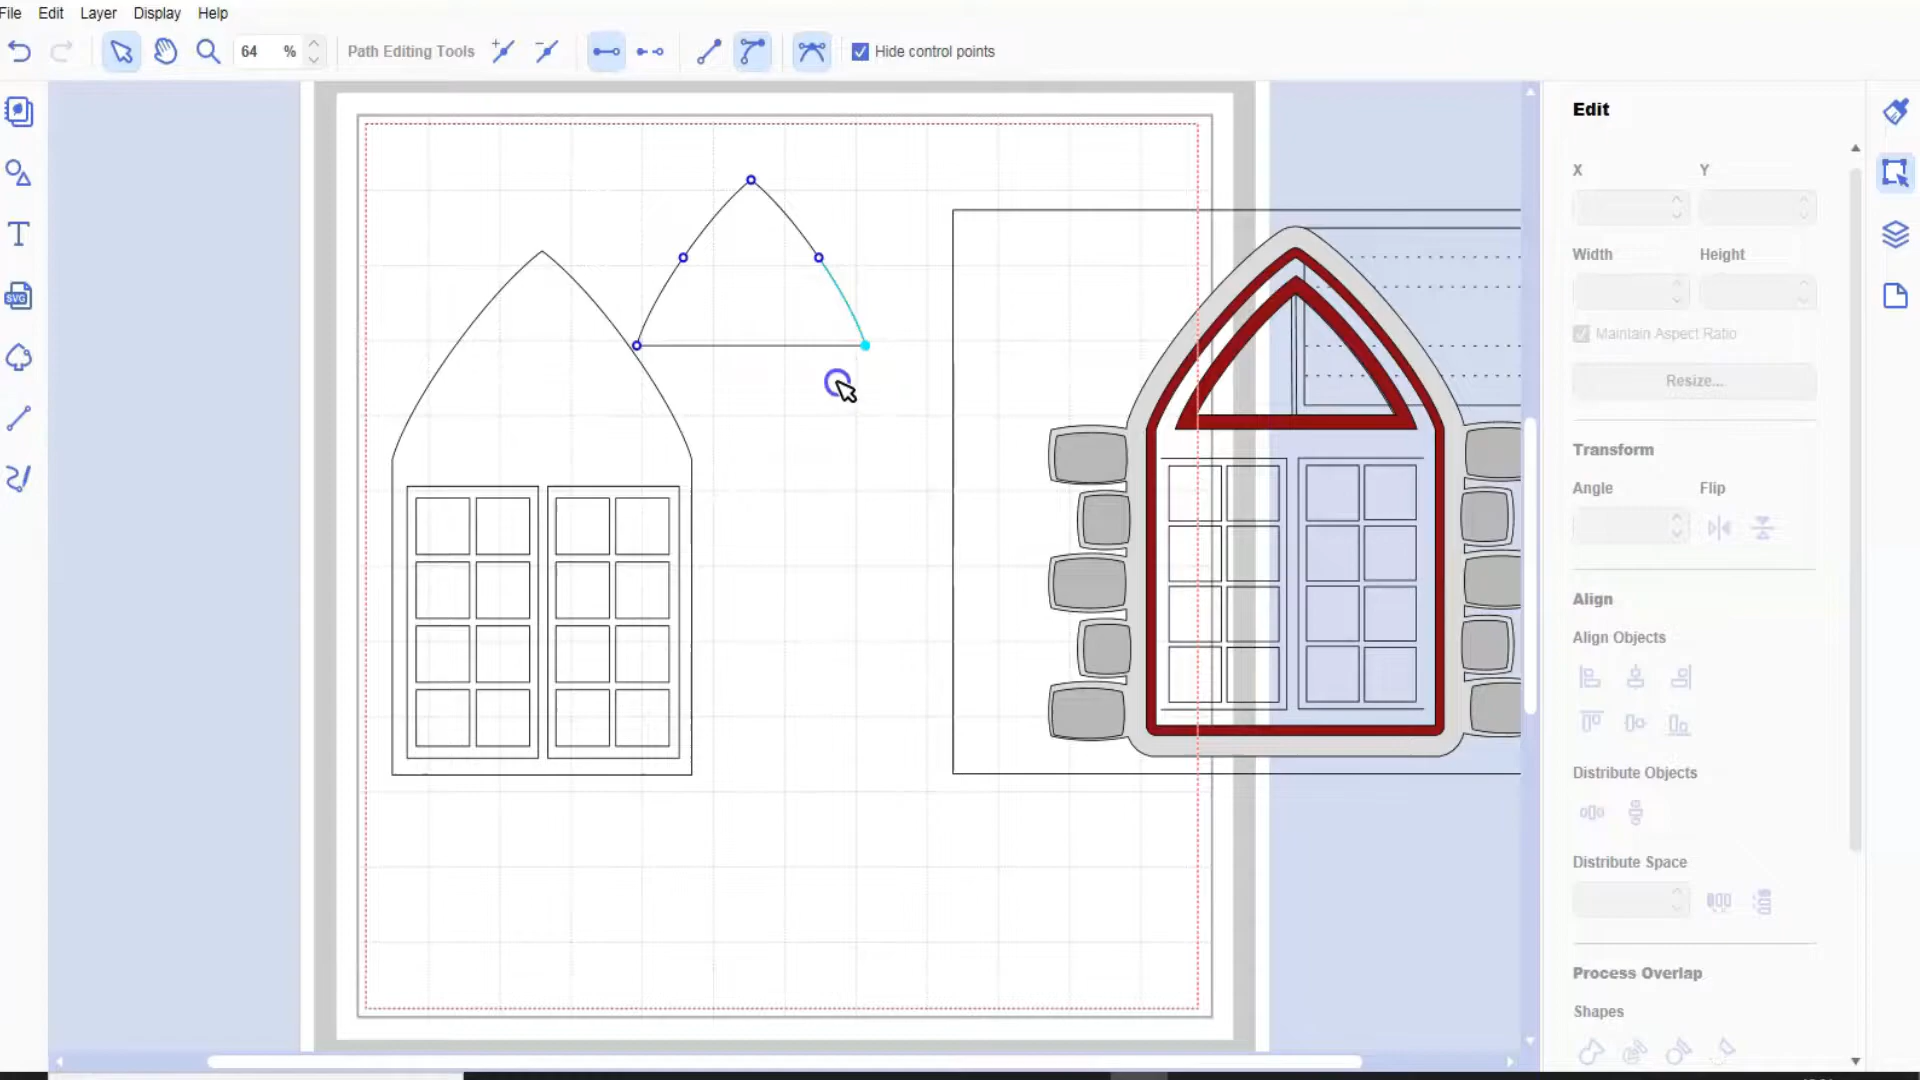 File Edit Layer Display Help
64 % Path Editing Tools Hide control points
Edit
X Y
Width Height
Maintain Aspect Ratio
Resize...
Transform
Angle Flip
Align
Align Objects
Distribute Objects
Distribute Space
Process Overlap
Shapes
T
SVG